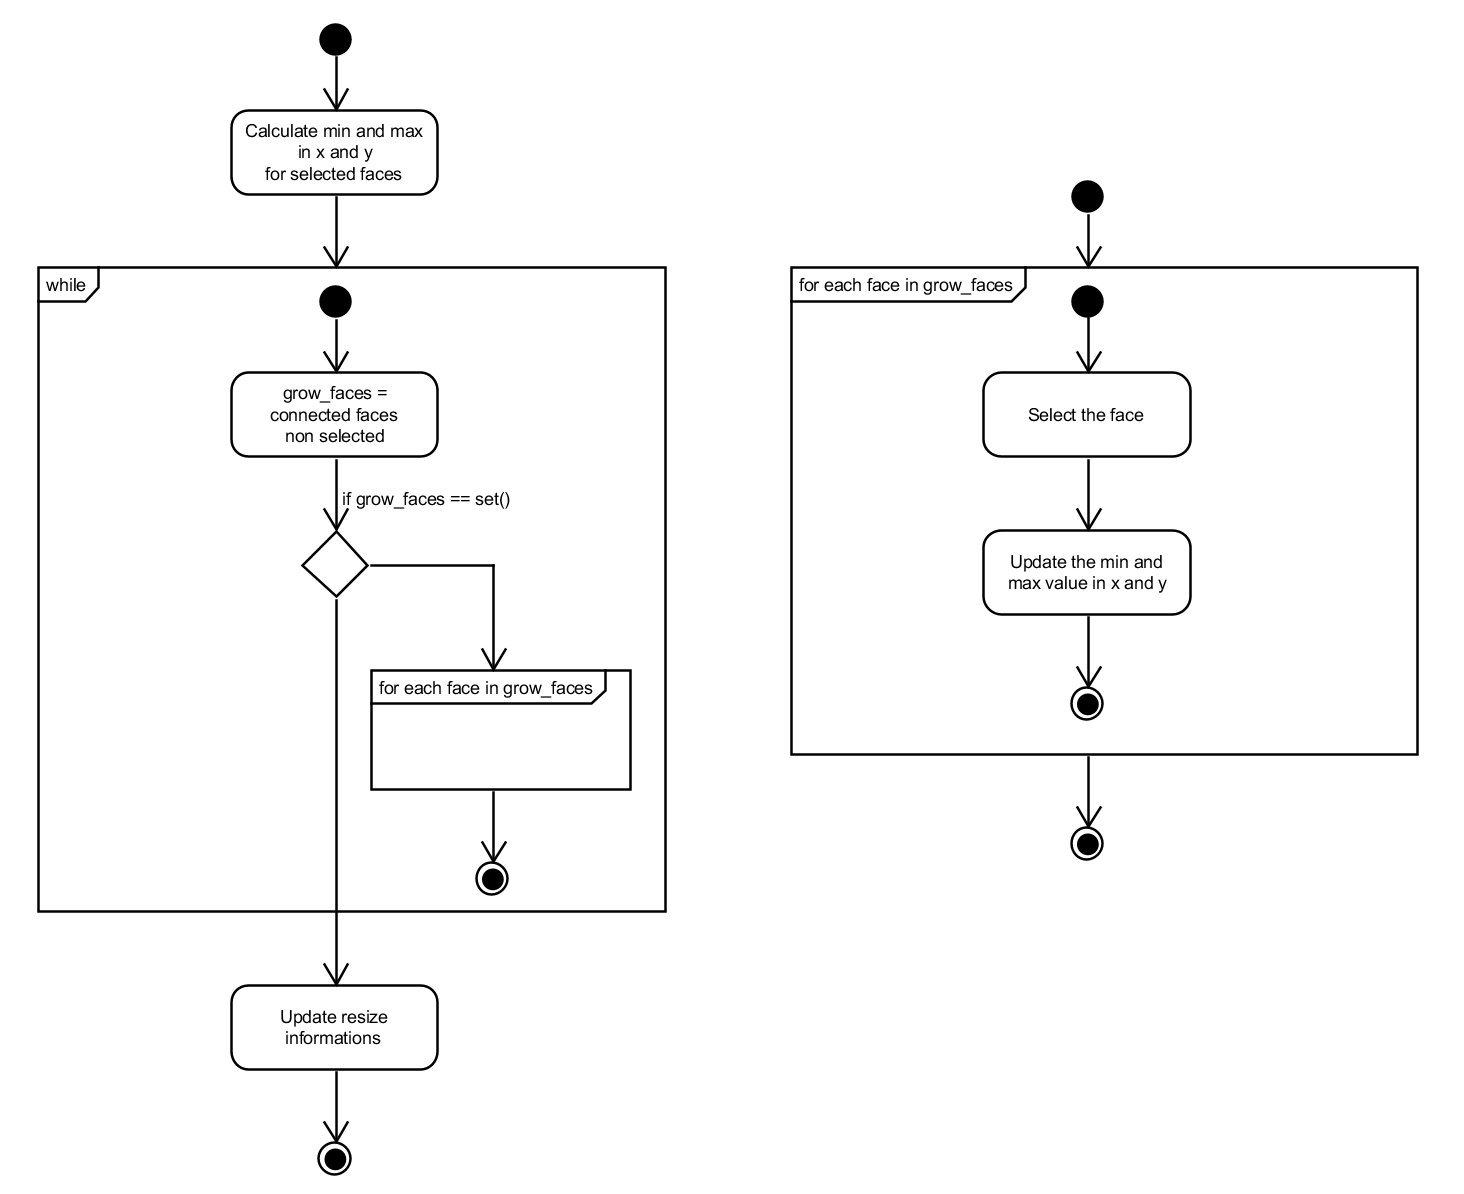 Calculate min and max
in x and y
for selected faces
while
grow_faces =
connected faces
non selected
if grow_faces == set()
for each face in grow_faces
Update resize
informations
for each face in grow_faces
Select the face
Update the min and
max value in x and y